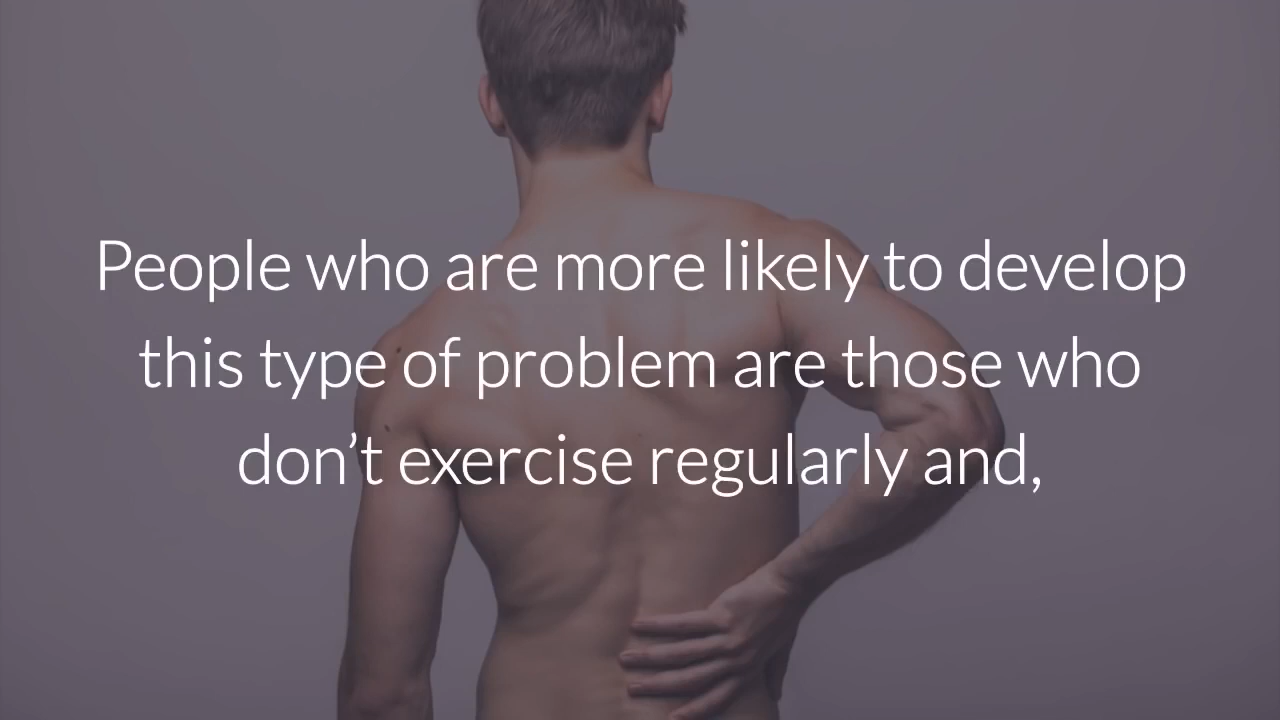 People who are more likely to develop
this type of problem are those who
don’t exercise regularly and,